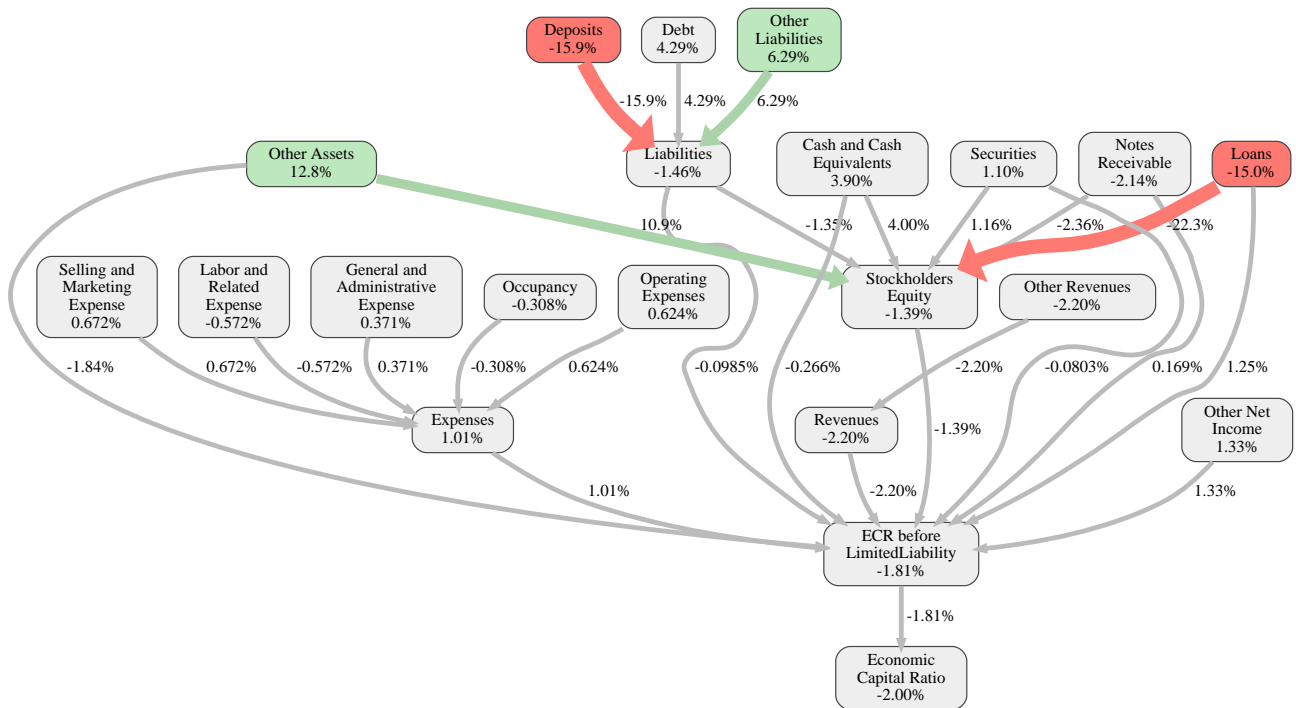 Deposits
-15.9%
Debt
4.29%
Other
Liabilities
6.29%
-15.9%
4.29%
6.29%
Other Assets
12.8%
Liabilities
-1.46%
Cash and Cash
Equivalents
3.90%
Securities
1.10%
Notes
Receivable
-2.14%
Loans
-15.0%
10.9%
-1.35%
4.00%
1.16%
-2.36%
-22.3%
Selling and
Marketing
Expense
0.672%
Labor and
Related
Expense
-0.572%
General and
Administrative
Expense
0.371%
Occupancy
-0.308%
Operating
Expenses
0.624%
Stockholders
Equity
-1.39%
Other Revenues
-2.20%
-1.84%
0.672%
-0.572%
0.371%
-0.308%
0.624%
-0.0985%
-0.266%
-2.20%
-0.0803%
0.169%
1.25%
Expenses
1.01%
Revenues
-2.20%
-1.39%
Other Net
Income
1.33%
1.01%
-2.20%
1.33%
ECR before
LimitedLiability
-1.81%
-1.81%
Economic
Capital Ratio
-2.00%